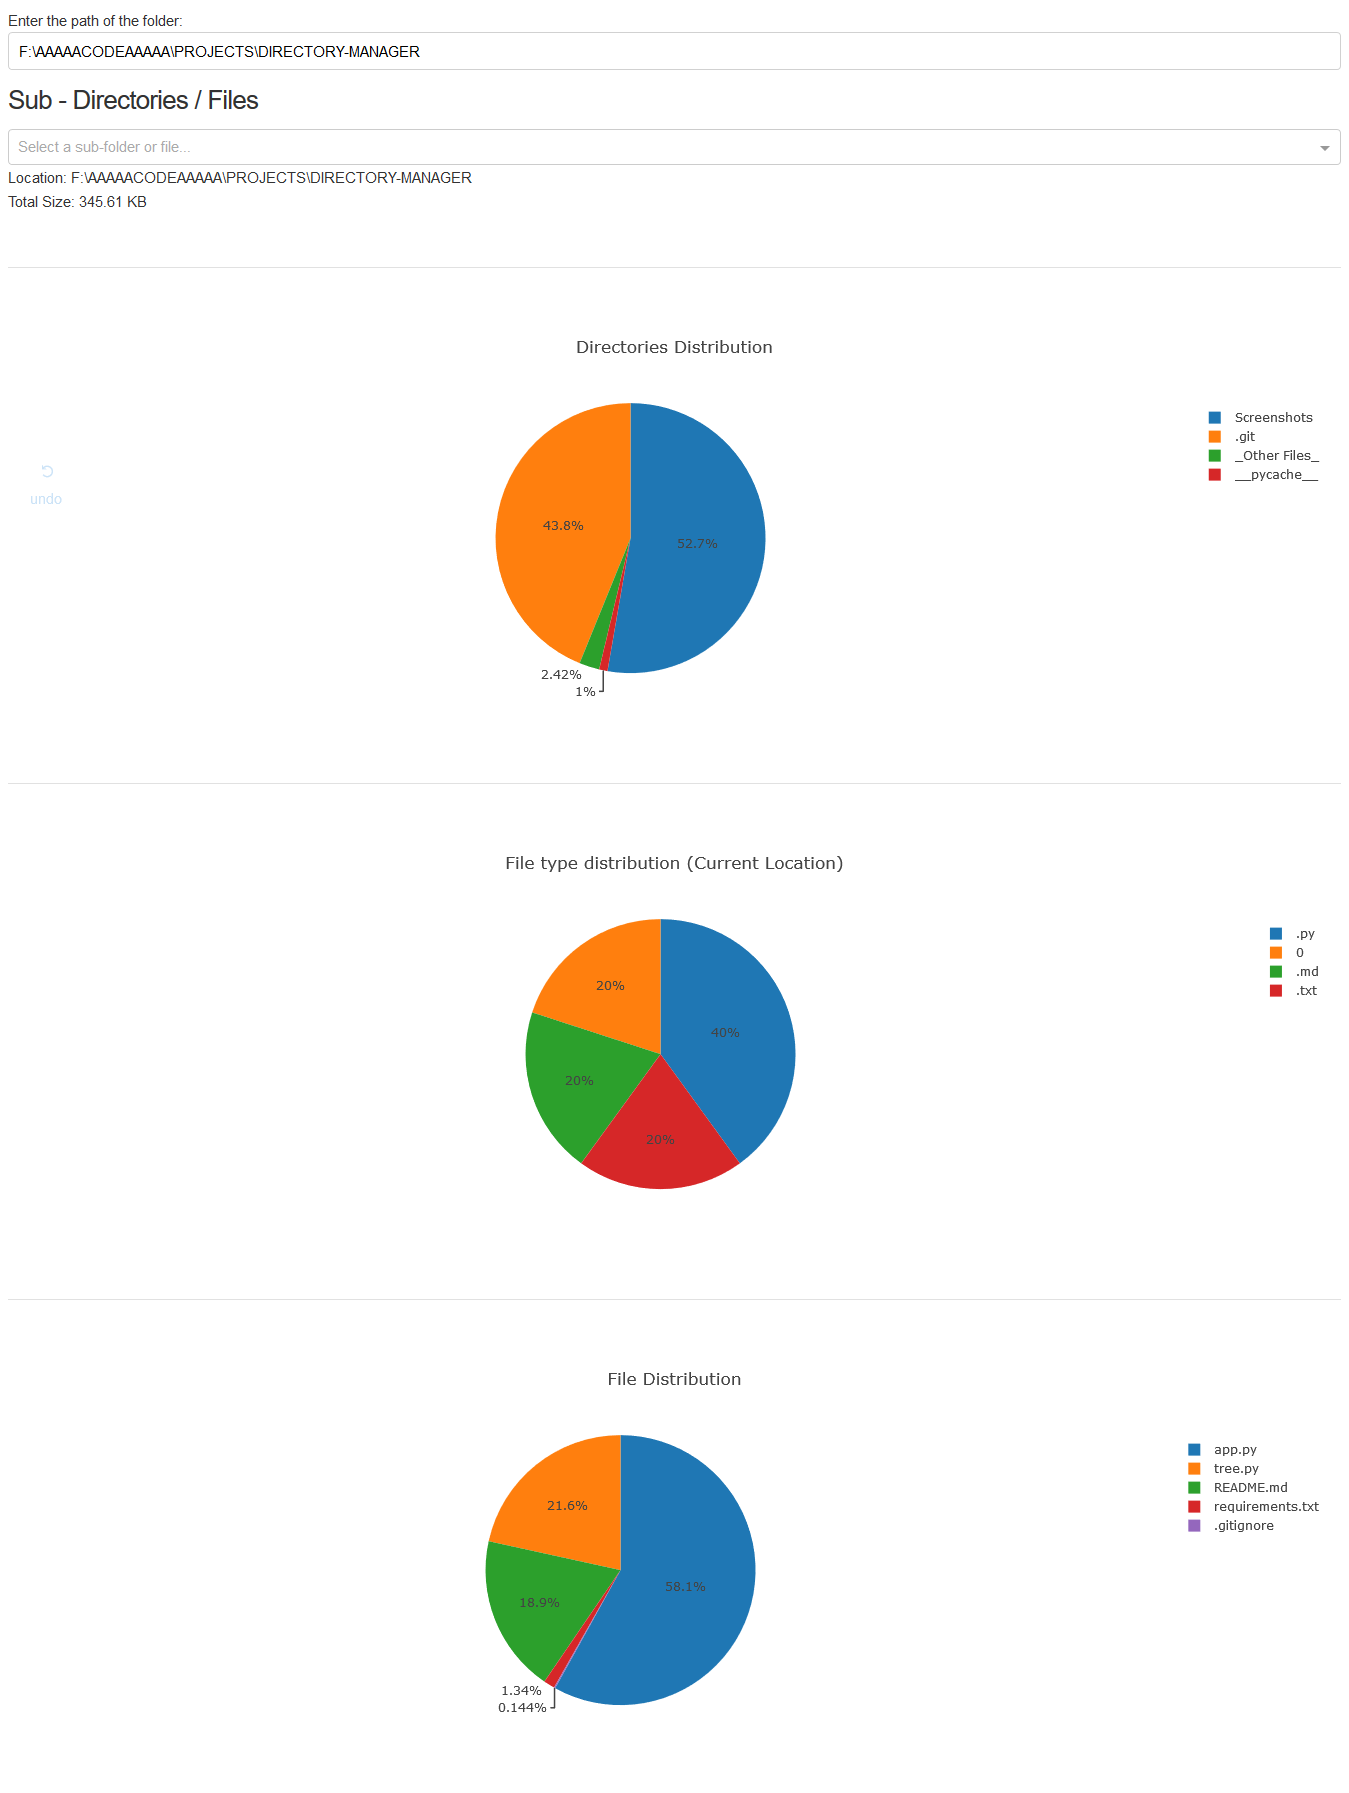 Enter the path of the folder:
F:\AAAAACODEAAAAA\PROJECTS\DIRECTORY-MANAGER
Sub - Directories / Files
Select a sub-folder or file...
Location: F:\AAAAACODEAAAAA\PROJECTS\DIRECTORY-MANAGER
Total Size: 345.61 KB
Directories Distribution
Screenshots
.git
_Other Files_
__pycache__
undo
43.8%
52.7%
2.42%
1%
File type distribution (Current Location)
.py
0
.md
.txt
20%
40%
20%
20%
File Distribution
app.py
tree.py
README.md
requirements.txt
.gitignore
21.6%
58.1%
18.9%
1.34%
0.144%